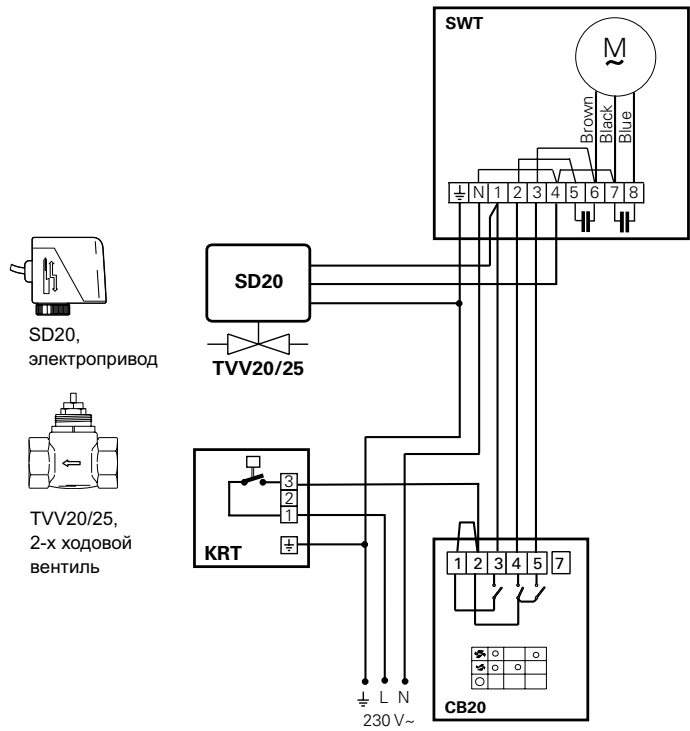 SWT
M
~
Brown
Black
Blue
N 1 2 3 4 5 6 7 8
SD20
TVV20/25
SD20,
электропривод
TVV20/25,
2-х ходовой
вентиль
3
2
1
KRT
1 2 3 4 5 7
CB20
L N
230 V~